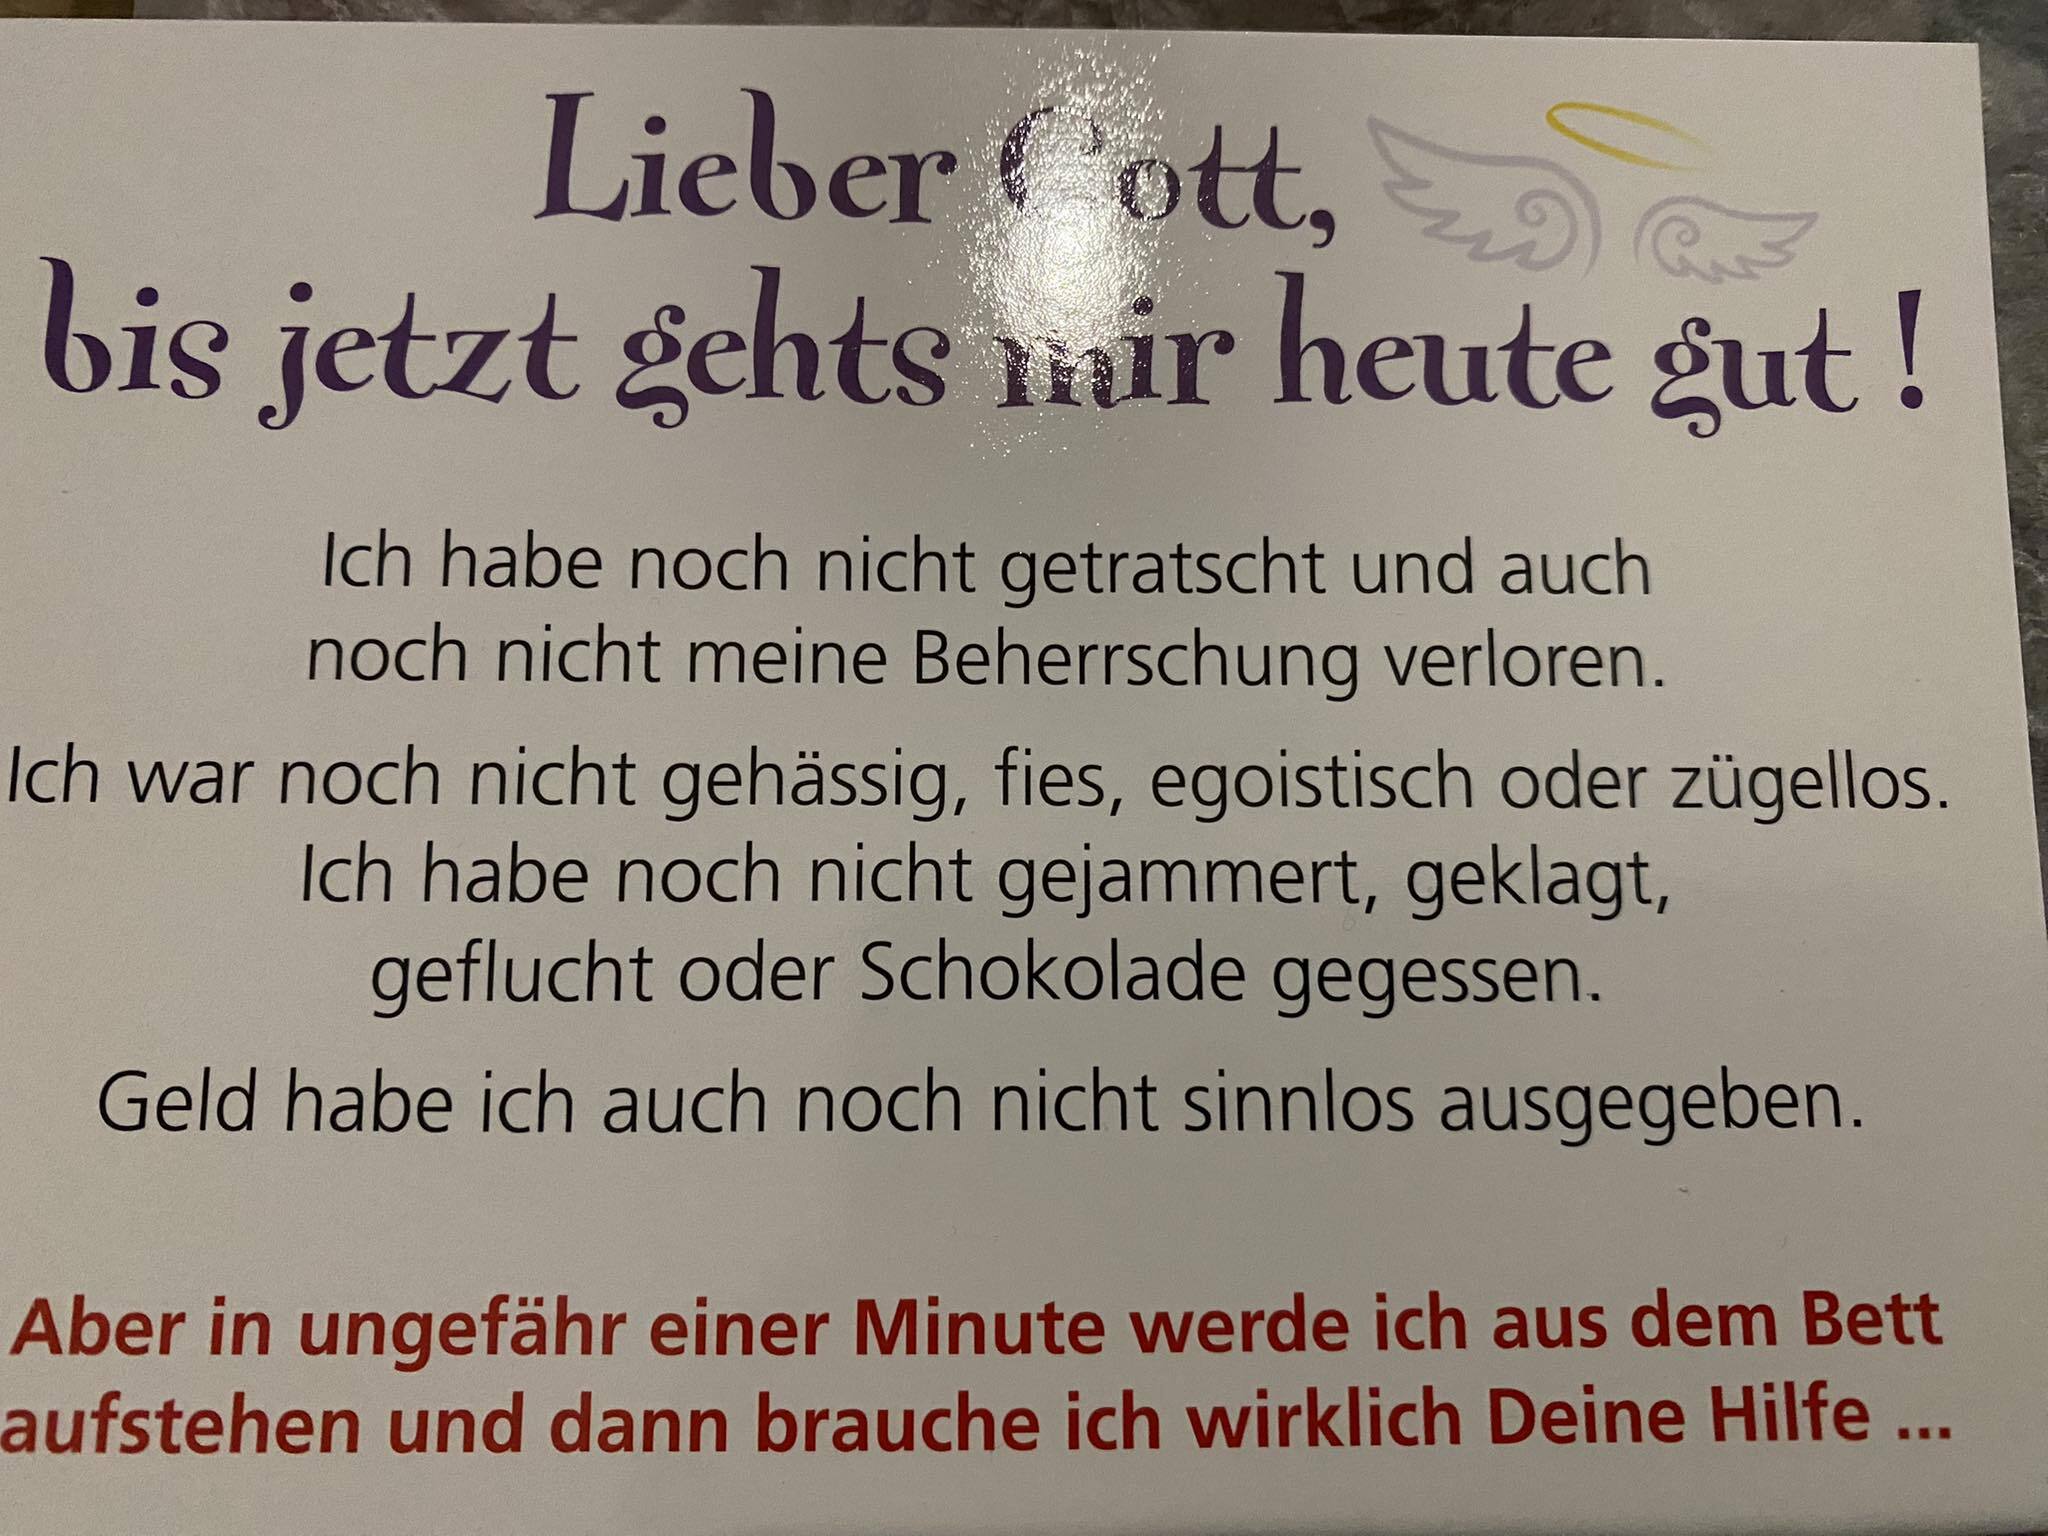 Lieber Gott,
bis jetzt gehts mir heute gut !
Ich habe noch nicht getratscht und auch
noch nicht meine Beherrschung verloren.
Ich war noch nicht gehässig, fies, egoistisch oder zügellos.
Ich habe noch nicht gejammert, geklagt,
geflucht oder Schokolade gegessen.
Geld habe ich auch noch nicht sinnlos ausgegeben.
Aber in ungefähr einer Minute werde ich aus dem Bett
aufstehen und dann brauche ich wirklich Deine Hilfe ...